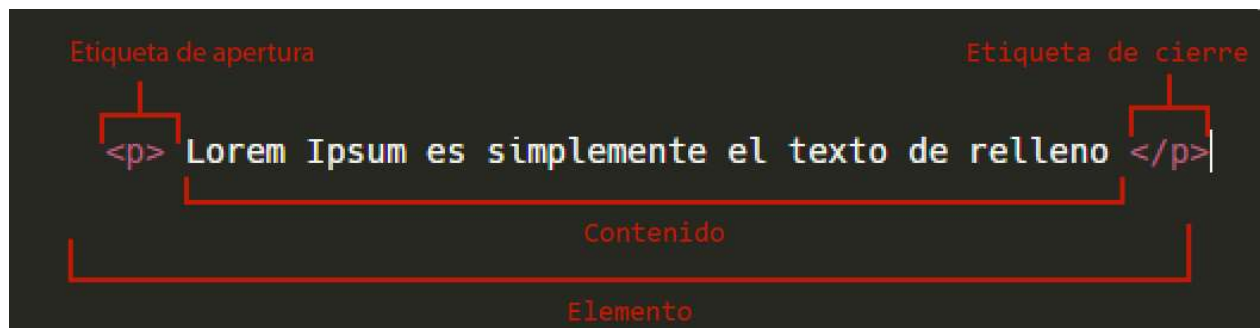 Etiqueta de apertura
Etiqueta de cierre
<p> Lorem Ipsum es simplemente el texto de relleno </p>
Contenido
Elemento